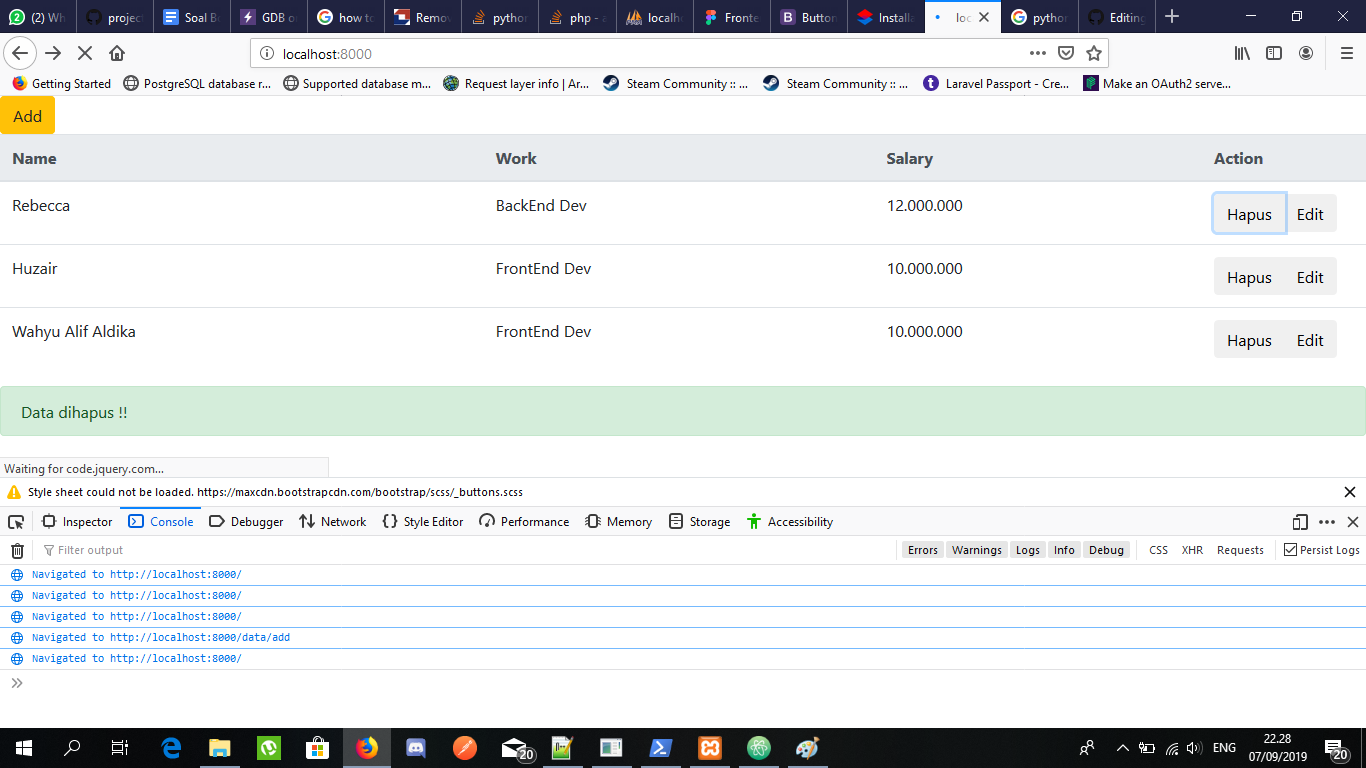 (2) Wh project Soal B GDB o how to Remov python php - a localho Fronte Button Installa loc python Editing
localhost:8000
Getting Started PostgreSQL database r... Supported database m... Request layer info | Ar... Steam Community :: ... Steam Community :: ... Laravel Passport - Cre... Make an OAuth2 serve...
Add
Name Work Salary Action
Rebecca BackEnd Dev 12.000.000 Hapus Edit
Huzair FrontEnd Dev 10.000.000 Hapus Edit
Wahyu Alif Aldika FrontEnd Dev 10.000.000 Hapus Edit
Data dihapus !!
Waiting for code.jquery.com...
Style sheet could not be loaded. https://maxcdn.bootstrapcdn.com/bootstrap/scss/_buttons.scss
Inspector Console Debugger Network Style Editor Performance Memory Storage Accessibility
Filter output Errors Warnings Logs Info Debug CSS XHR Requests Persist Logs
Navigated to http://localhost:8000/
Navigated to http://localhost:8000/
Navigated to http://localhost:8000/
Navigated to http://localhost:8000/data/add
Navigated to http://localhost:8000/
20 ENG 22.28
07/09/2019 20